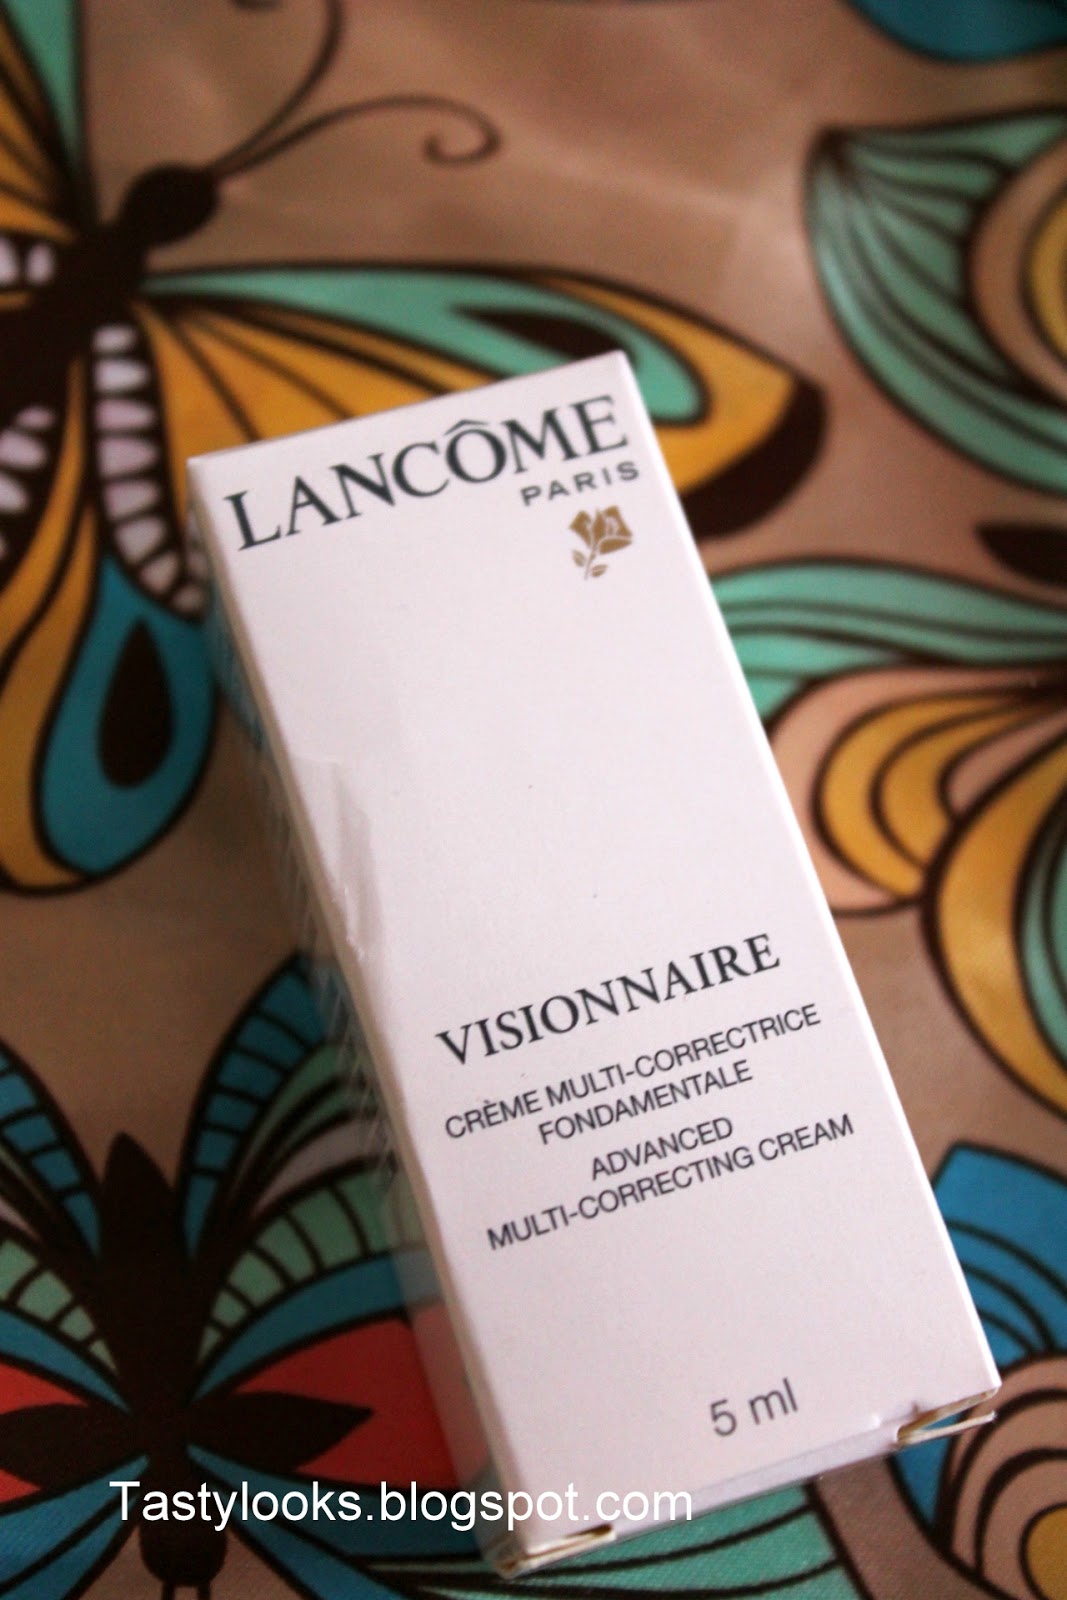 LANCÔME
PARIS
VISIONNAIRE
CRÈME MULTI-CORRECTRICE
FONDAMENTALE
ADVANCED
MULTI-CORRECTING CREAM
5 ml
Tastylooks.blogspot.com